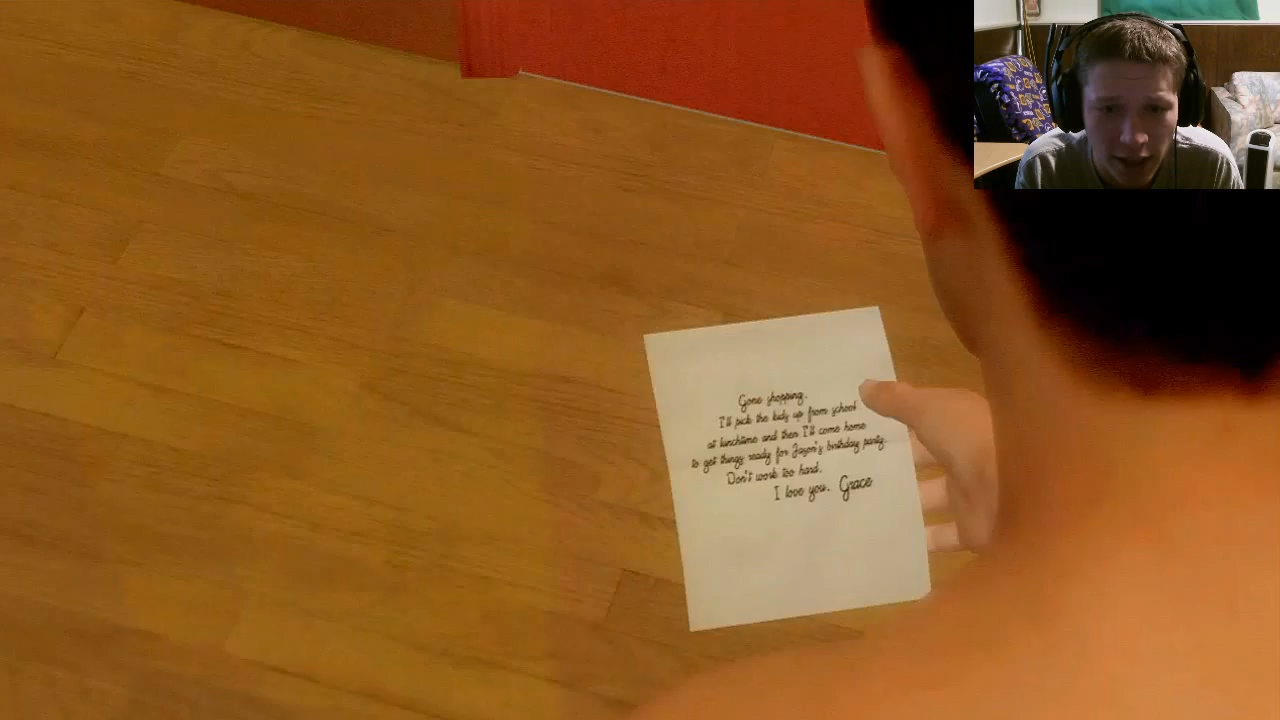 Gone shopping.
I'll pick the kids up from school
at lunchtime and then I'll come home
to get things ready for Jason's birthday party.
Don't work too hard.
I love you. Grace